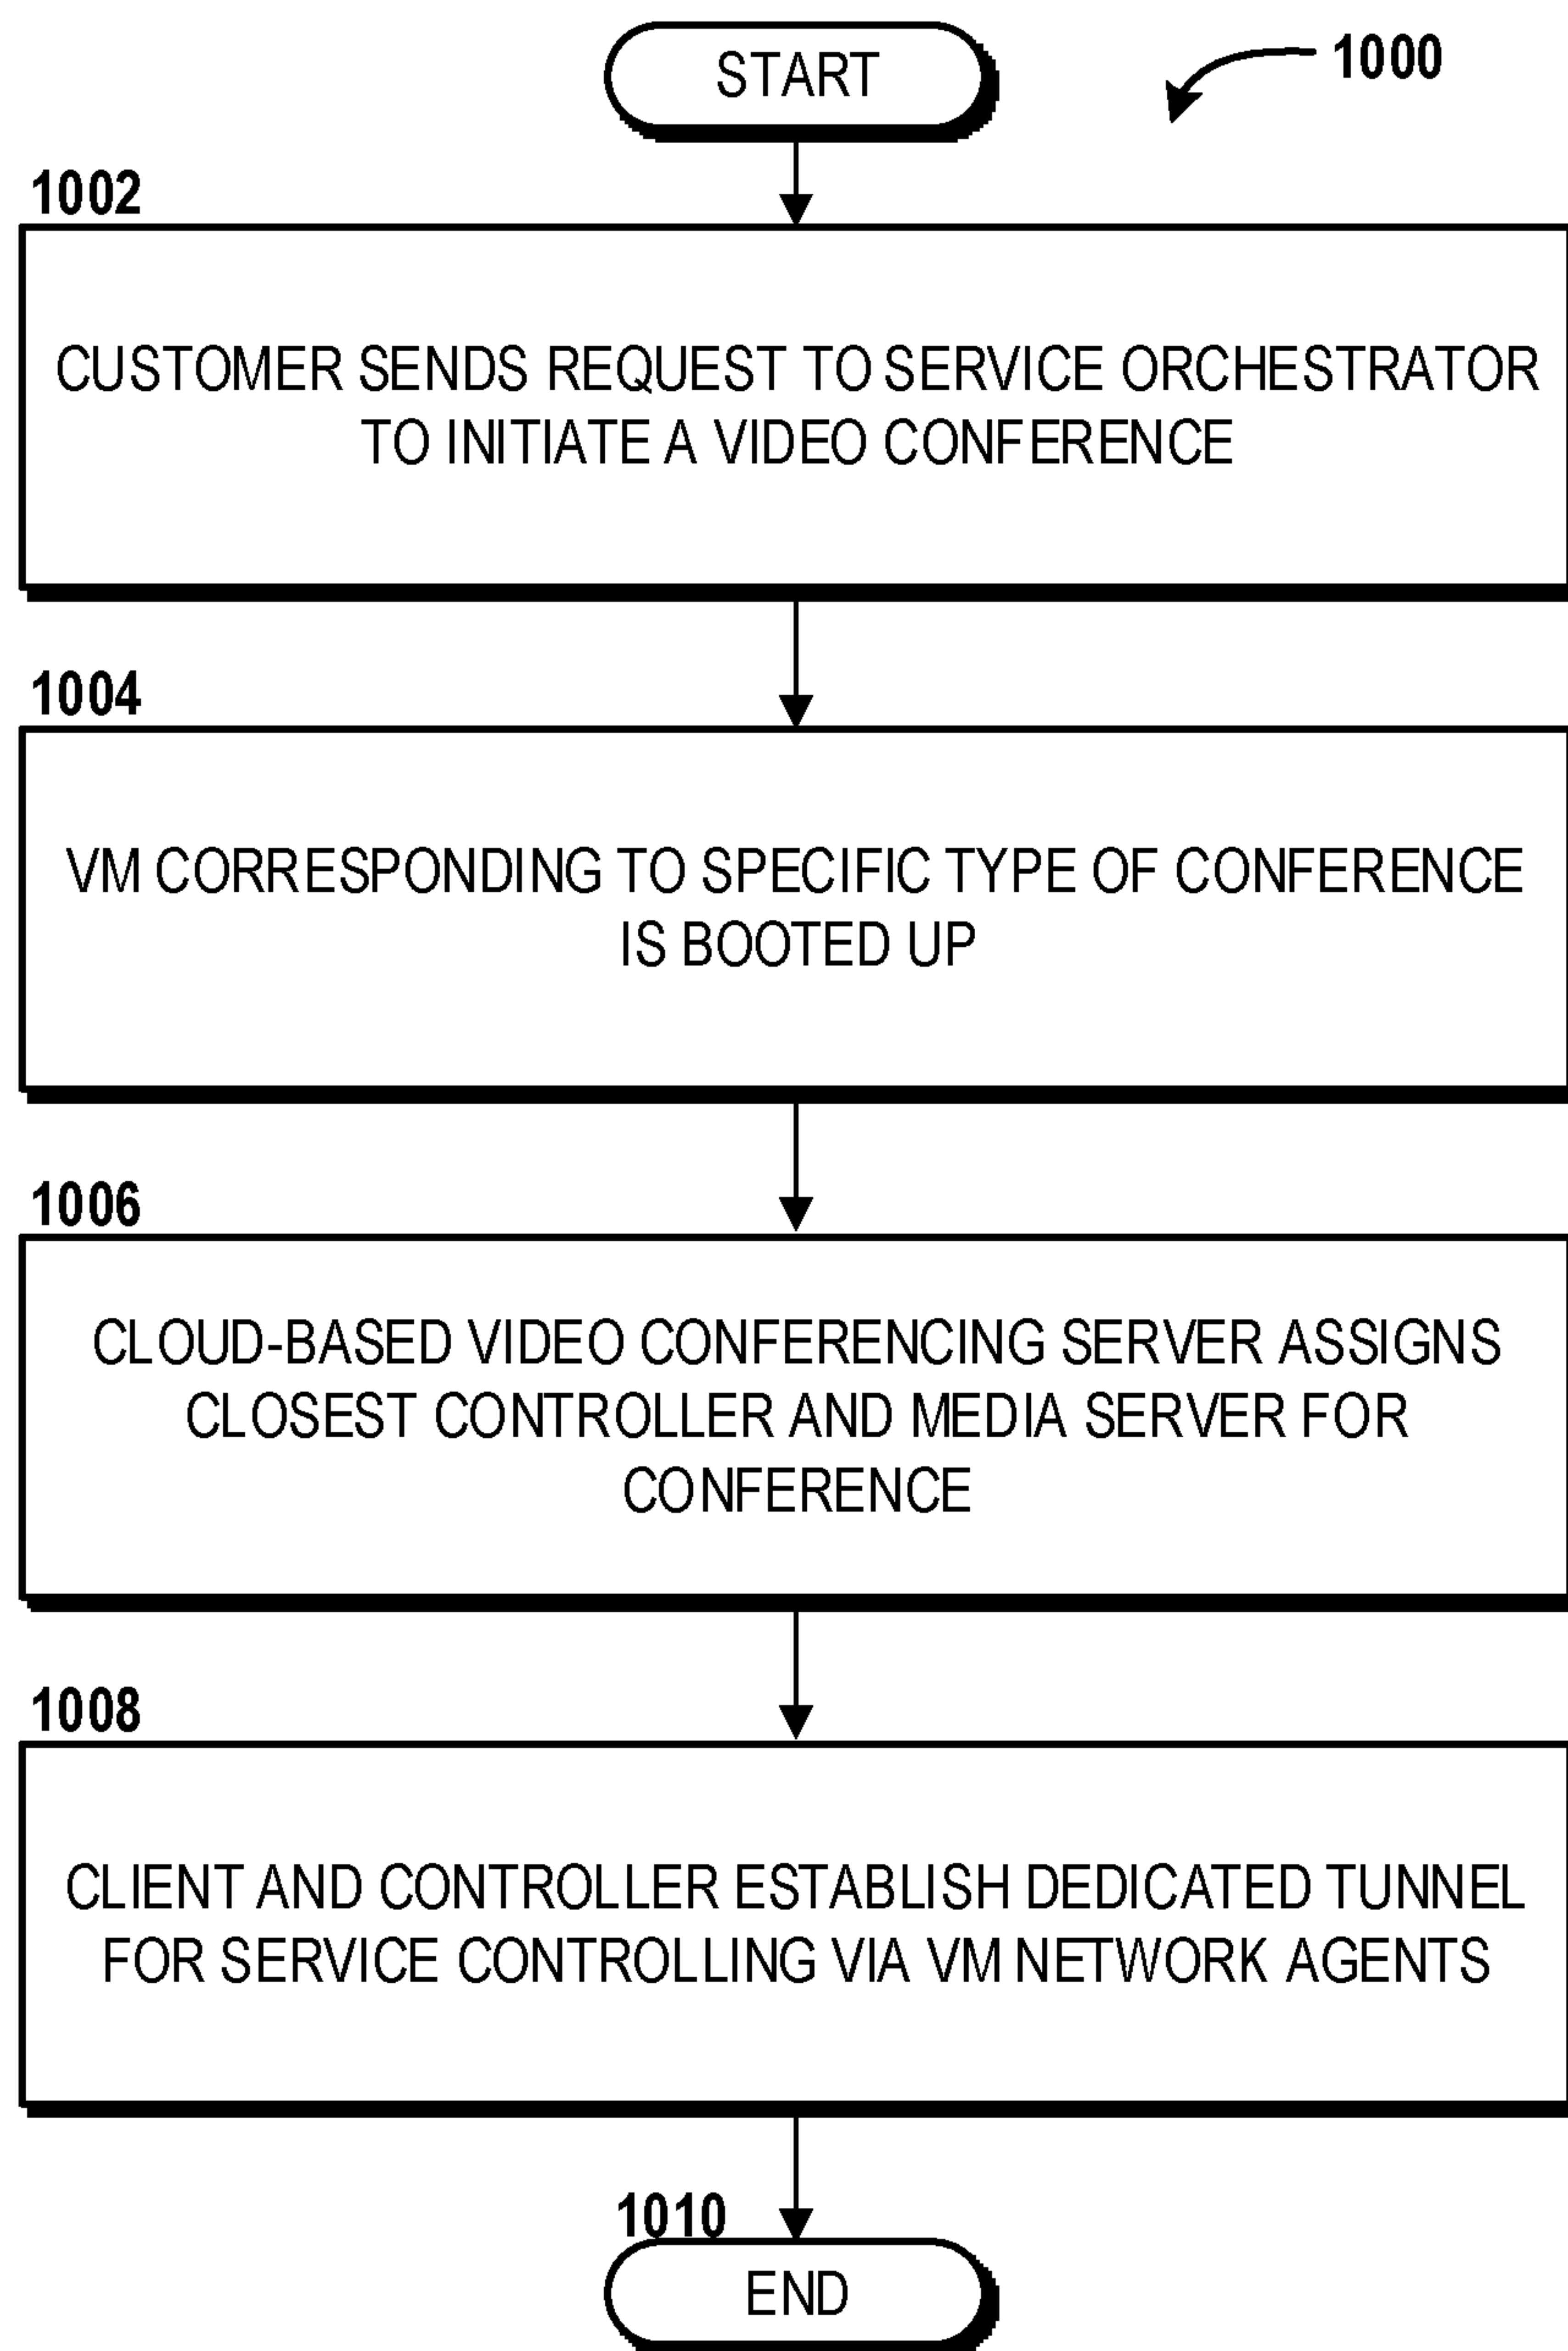 START
1000
1002
CUSTOMER SENDS REQUEST TO SERVICE ORCHESTRATOR
TO INITIATE A VIDEO CONFERENCE
1004
VM CORRESPONDING TO SPECIFIC TYPE OF CONFERENCE
IS BOOTED UP
1006
CLOUD-BASED VIDEO CONFERENCING SERVER ASSIGNS
CLOSEST CONTROLLER AND MEDIA SERVER FOR
CONFERENCE
1008
CLIENT AND CONTROLLER ESTABLISH DEDICATED TUNNEL
FOR SERVICE CONTROLLING VIA VM NETWORK AGENTS
1010
END